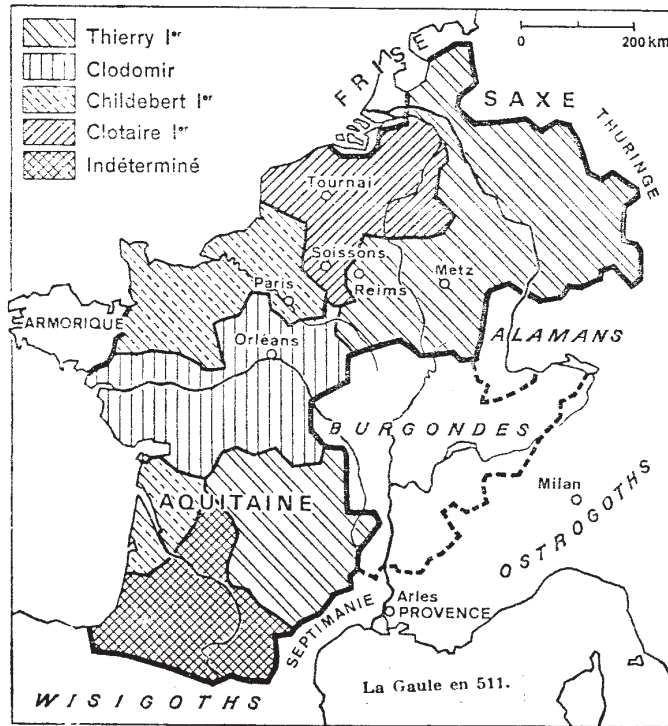 Thierry Iᵉʳ
Clodomir
Childebert Iᵉʳ
Clotaire Iᵉʳ
Indéterminé
0 200 km
FRISE
SAXE
THURINGE
Tournai
Soissons
Reims
Metz
Paris
ARMORIQUE
Orléans
ALAMANS
BURGONDES
AQUITAINE
Milan
OSTROGOTHS
SEPTIMANIE
Arles
PROVENCE
WISIGOTHS
La Gaule en 511.